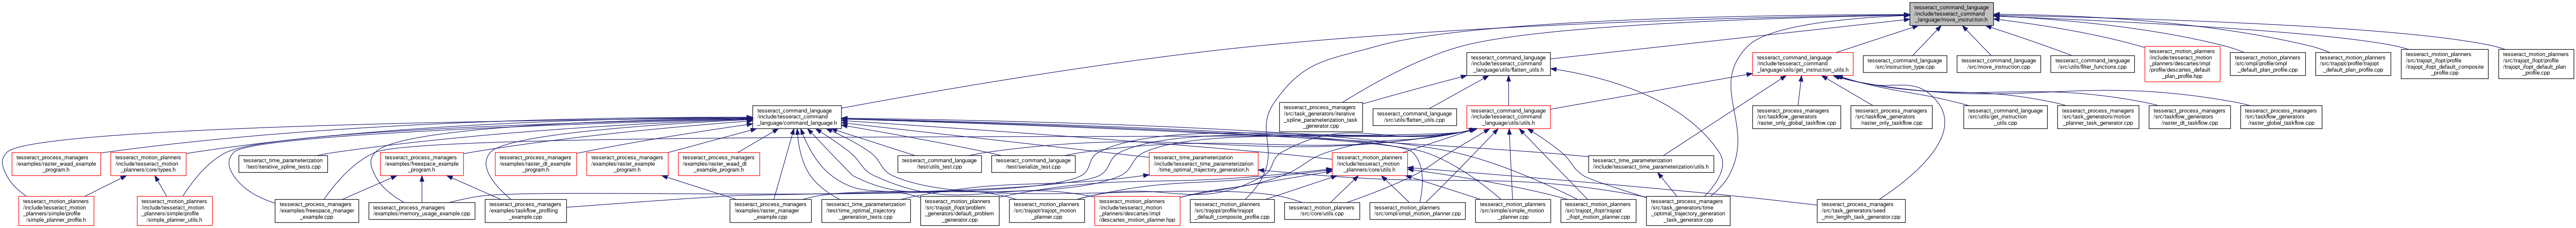 tesseract_command_language
/include/tesseract_command
_language/move_instruction.h
tesseract_command_language
/include/tesseract_command
_language/utils/flatten_utils.h
tesseract_command_language
/include/tesseract_command
_language/utils/get_instruction_utils.h
tesseract_command_language
/src/instruction_type.cpp
tesseract_command_language
/src/move_instruction.cpp
tesseract_command_language
/src/utils/filter_functions.cpp
tesseract_motion_planners
/include/tesseract_motion
_planners/descartes/impl
/profile/descartes_default
_plan_profile.hpp
tesseract_motion_planners
/src/ompl/profile/ompl
_default_plan_profile.cpp
tesseract_motion_planners
/src/trajopt/profile/trajopt
_default_plan_profile.cpp
tesseract_motion_planners
/src/trajopt_ifopt/profile
/trajopt_ifopt_default_composite
_profile.cpp
tesseract_motion_planners
/src/trajopt_ifopt/profile
/trajopt_ifopt_default_plan
_profile.cpp
tesseract_command_language
/include/tesseract_command
_language/command_language.h
tesseract_process_managers
/src/task_generators/iterative
_spline_parameterization_task
_generator.cpp
tesseract_command_language
/src/utils/flatten_utils.cpp
tesseract_command_language
/include/tesseract_command
_language/utils/utils.h
tesseract_process_managers
/src/taskflow_generators
/raster_only_global_taskflow.cpp
tesseract_process_managers
/src/taskflow_generators
/raster_only_taskflow.cpp
tesseract_command_language
/src/utils/get_instruction
_utils.cpp
tesseract_process_managers
/src/task_generators/motion
_planner_task_generator.cpp
tesseract_process_managers
/src/taskflow_generators
/raster_dt_taskflow.cpp
tesseract_process_managers
/src/taskflow_generators
/raster_global_taskflow.cpp
tesseract_process_managers
/examples/raster_waad_example
_program.h
tesseract_motion_planners
/include/tesseract_motion
_planners/core/types.h
tesseract_time_parameterization
/test/iterative_spline_tests.cpp
tesseract_process_managers
/examples/freespace_example
_program.h
tesseract_process_managers
/examples/raster_dt_example
_program.h
tesseract_process_managers
/examples/raster_example
_program.h
tesseract_process_managers
/examples/raster_waad_dt
_example_program.h
tesseract_command_language
/test/utils_test.cpp
tesseract_command_language
/test/serialize_test.cpp
tesseract_time_parameterization
/include/tesseract_time_parameterization
/time_optimal_trajectory_generation.h
tesseract_motion_planners
/include/tesseract_motion
_planners/core/utils.h
tesseract_time_parameterization
/include/tesseract_time_parameterization/utils.h
tesseract_motion_planners
/include/tesseract_motion
_planners/simple/profile
/simple_planner_profile.h
tesseract_motion_planners
/include/tesseract_motion
_planners/simple/profile
/simple_planner_utils.h
tesseract_process_managers
/examples/freespace_manager
_example.cpp
tesseract_process_managers
/examples/memory_usage_example.cpp
tesseract_process_managers
/examples/taskflow_profiling
_example.cpp
tesseract_process_managers
/examples/raster_manager
_example.cpp
tesseract_time_parameterization
/test/time_optimal_trajectory
_generation_tests.cpp
tesseract_motion_planners
/src/trajopt_ifopt/problem
_generators/default_problem
_generator.cpp
tesseract_motion_planners
/src/trajopt/trajopt_motion
_planner.cpp
tesseract_motion_planners
/include/tesseract_motion
_planners/descartes/impl
/descartes_motion_planner.hpp
tesseract_motion_planners
/src/trajopt/profile/trajopt
_default_composite_profile.cpp
tesseract_motion_planners
/src/core/utils.cpp
tesseract_motion_planners
/src/ompl/ompl_motion_planner.cpp
tesseract_motion_planners
/src/simple/simple_motion
_planner.cpp
tesseract_motion_planners
/src/trajopt_ifopt/trajopt
_ifopt_motion_planner.cpp
tesseract_process_managers
/src/task_generators/time
_optimal_trajectory_generation
_task_generator.cpp
tesseract_process_managers
/src/task_generators/seed
_min_length_task_generator.cpp